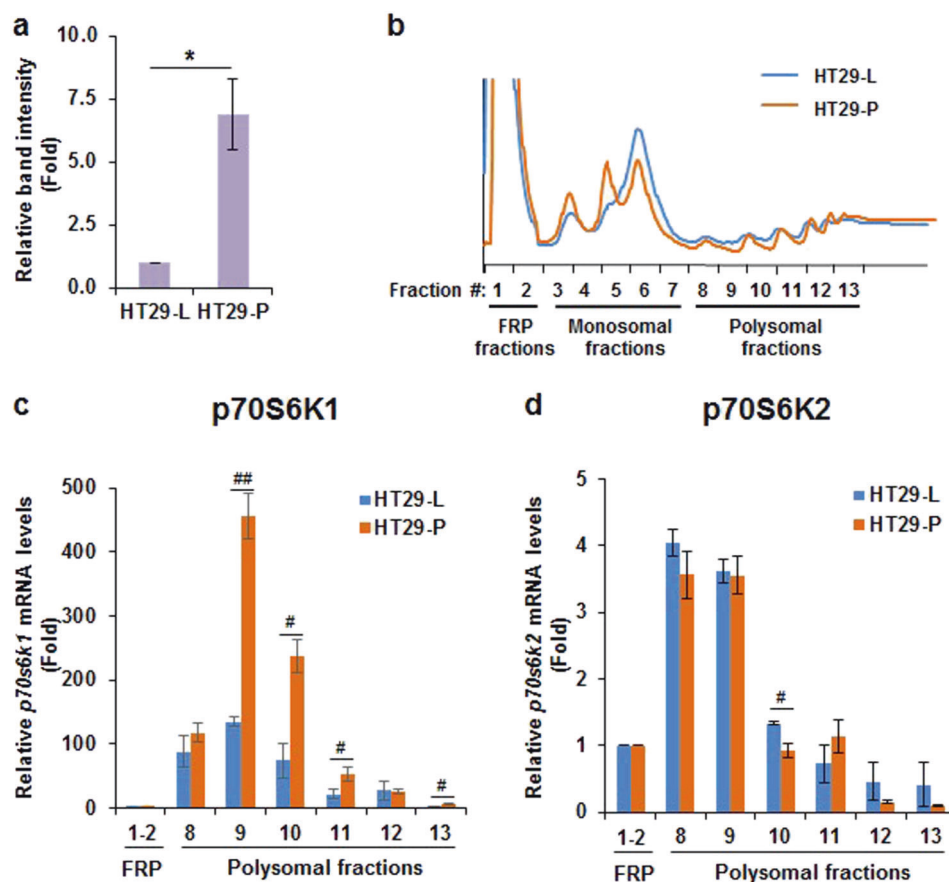 a
10.0
7.5
5.0
2.5
0.0
Relative band intensity
(Fold)
*
HT29-L HT29-P
b
HT29-L
HT29-P
Fraction #: 1 2 3 4 5 6 7 8 9 10 11 12 13
FRP
fractions
Monosomal
fractions
Polysomal
fractions
c
p70S6K1
500
400
300
200
100
0
Relative p70s6k1 mRNA levels
(Fold)
HT29-L
HT29-P
##
#
#
#
1-2 8 9 10 11 12 13
FRP Polysomal fractions
d
p70S6K2
5
4
3
2
1
0
Relative p70s6k2 mRNA levels
(Fold)
HT29-L
HT29-P
#
1-2 8 9 10 11 12 13
FRP Polysomal fractions